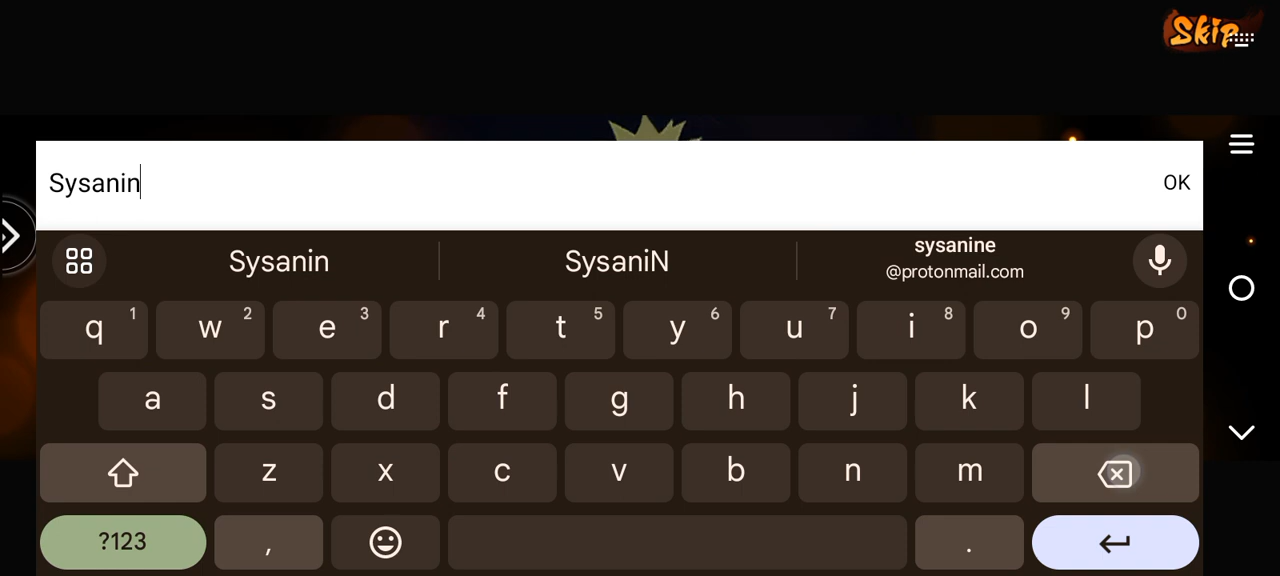 Skip
Sysanin
OK
Sysanin SysaniN sysanine
@protonmail.com
q 1 w 2 e 3 r 4 t 5 y 6 u 7 i 8 o 9 p 0
a s d f g h j k l
z x c v b n m
?123 , .